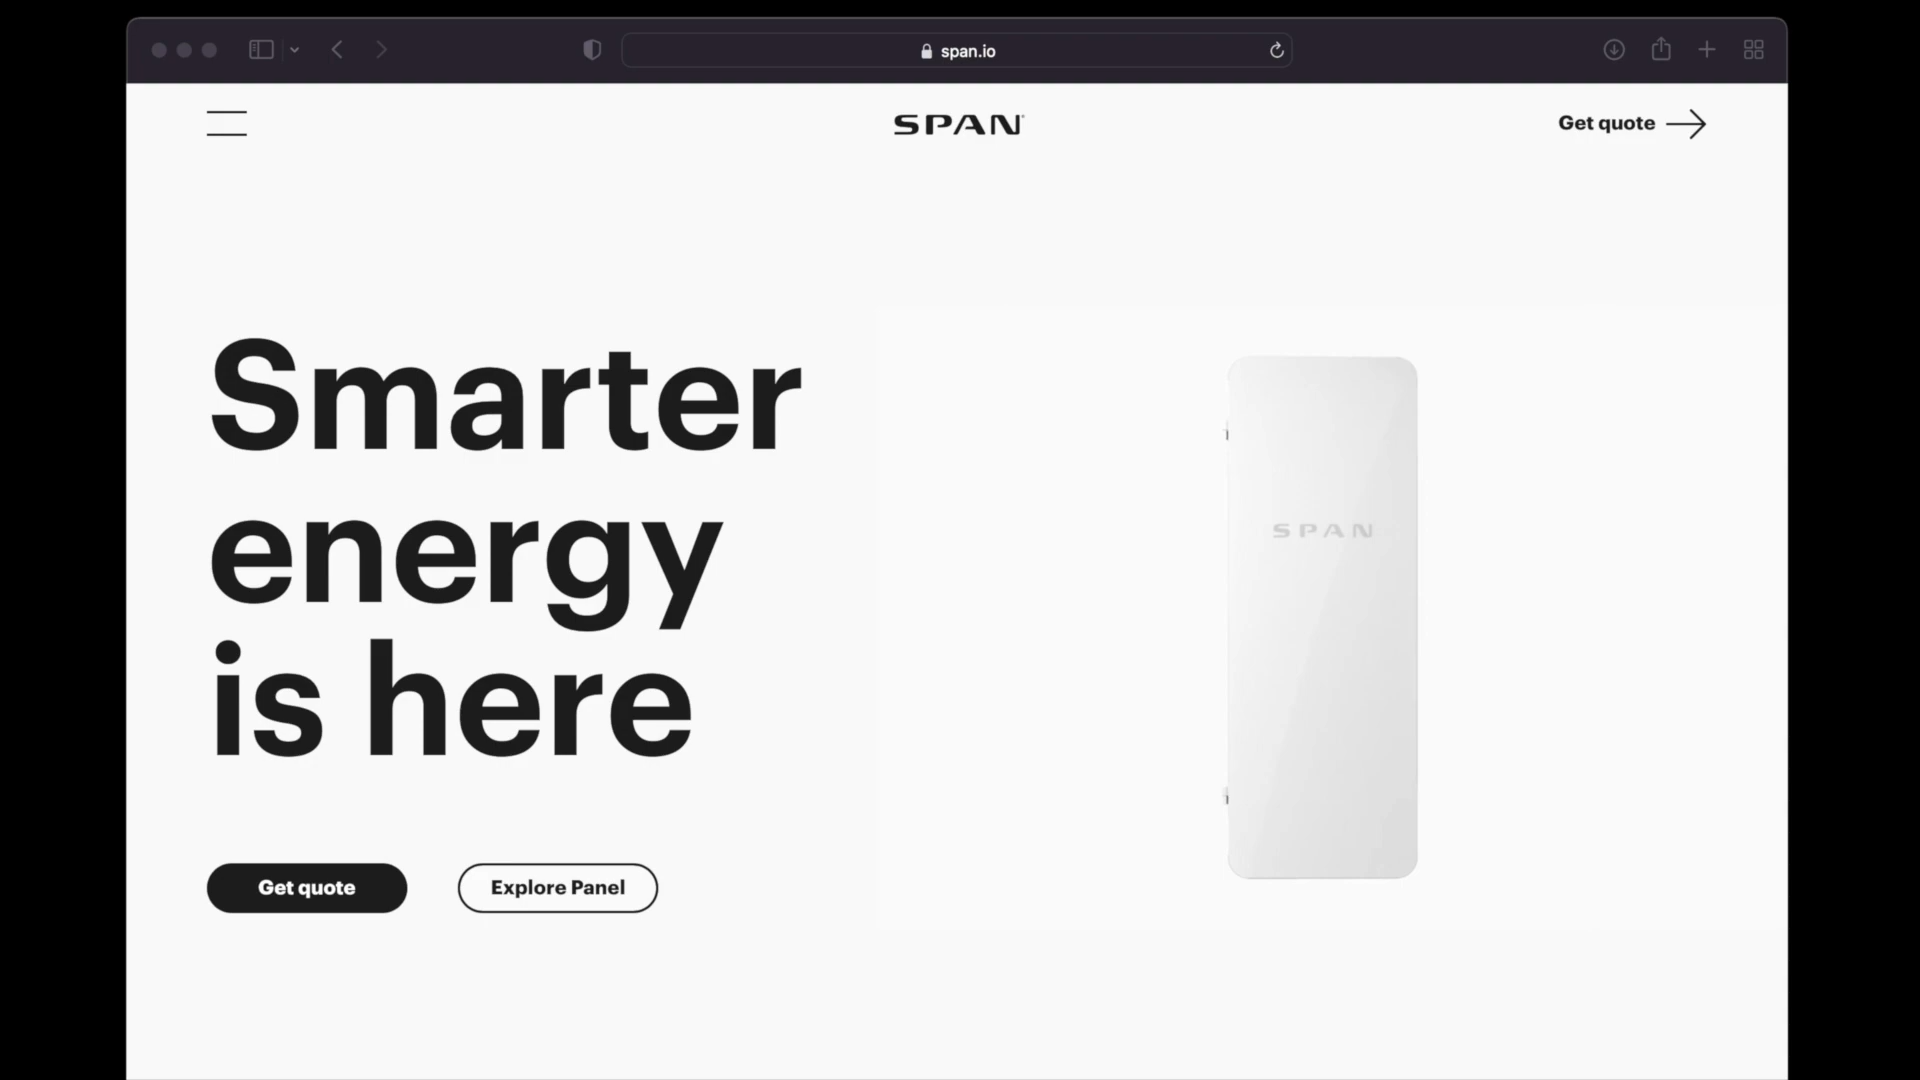 span.io
SPAN
Get quote
Smarter
energy
is here
SPAN
Get quote
Explore Panel